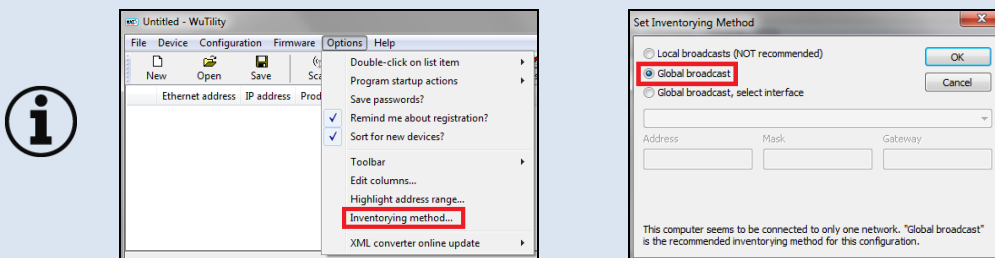 Untitled - WuTility
File Device Configuration Firmware Options Help
New Open Save
Ethernet address IP address
Double-click on list item
Program startup actions
Save passwords?
Remind me about registration?
Sort for new devices?
Toolbar
Edit columns...
Highlight address range...
Inventorying method...
XML converter online update
Set Inventorying Method
Local broadcasts (NOT recommended)
Global broadcast
Global broadcast, select interface
OK
Cancel
Address Mask Gateway
This computer seems to be connected to only one network. "Global broadcast"
is the recommended inventorying method for this configuration.